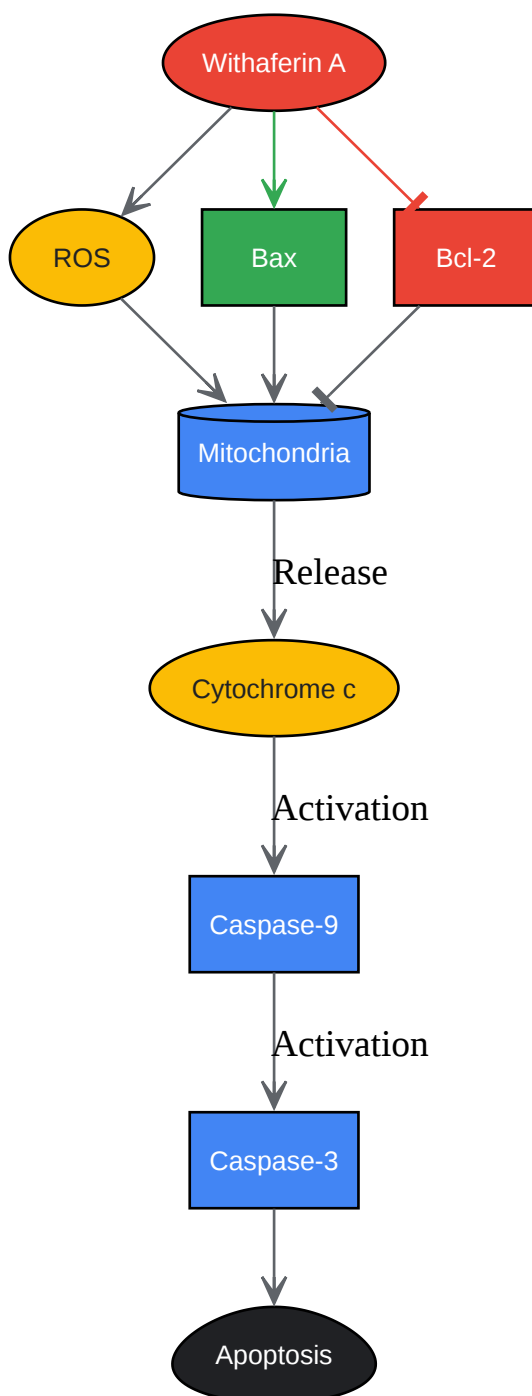 Withaferin A
ROS
Bax
Bcl-2
Mitochondria
Release
Cytochrome c
Activation
Caspase-9
Activation
Caspase-3
Apoptosis